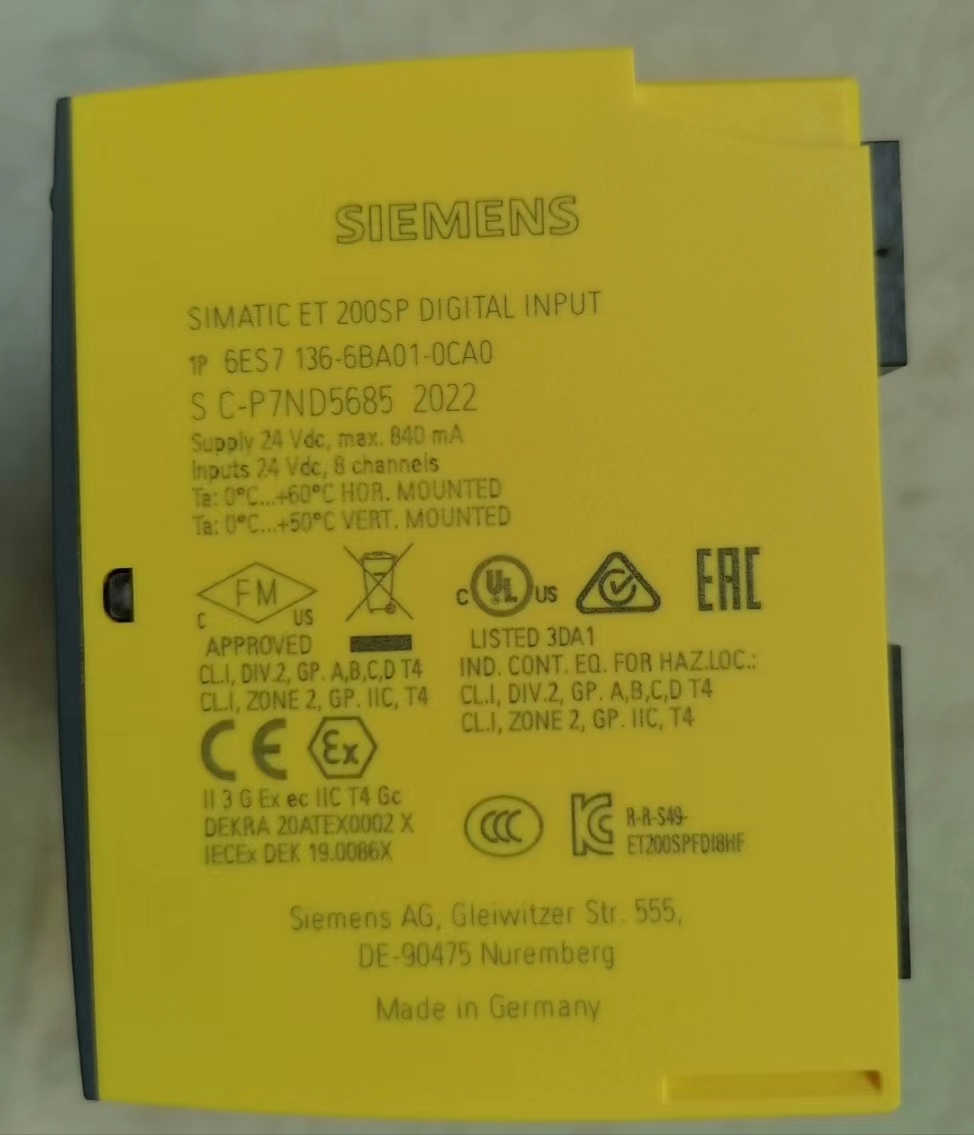 SIEMENS
SIMATIC ET 200SP DIGITAL INPUT
1P 6ES7 136-6BA01-0CA0
S C-P7ND5685 2022
Supply 24 Vdc, max. 840 mA
Inputs 24 Vdc, 8 channels
Ta: 0°C...+60°C HOR. MOUNTED
Ta: 0°C...+50°C VERT. MOUNTED
C FM US
APPROVED
CL.I, DIV.2, GP. A,B,C,D T4
CL.I, ZONE 2, GP. IIC, T4
C UL US
EAC
LISTED 3DA1
IND. CONT. EQ. FOR HAZ.LOC.:
CL.I, DIV.2, GP. A,B,C,D T4
CL.I, ZONE 2, GP. IIC, T4
CE Ex
II 3 G Ex ec IIC T4 Gc
DEKRA 20ATEX0002 X
IECEx DEK 19.0086X
CCC
KC
R-R-S49-
ET200SPFDI8HF
Siemens AG, Gleiwitzer Str. 555,
DE-90475 Nuremberg
Made in Germany